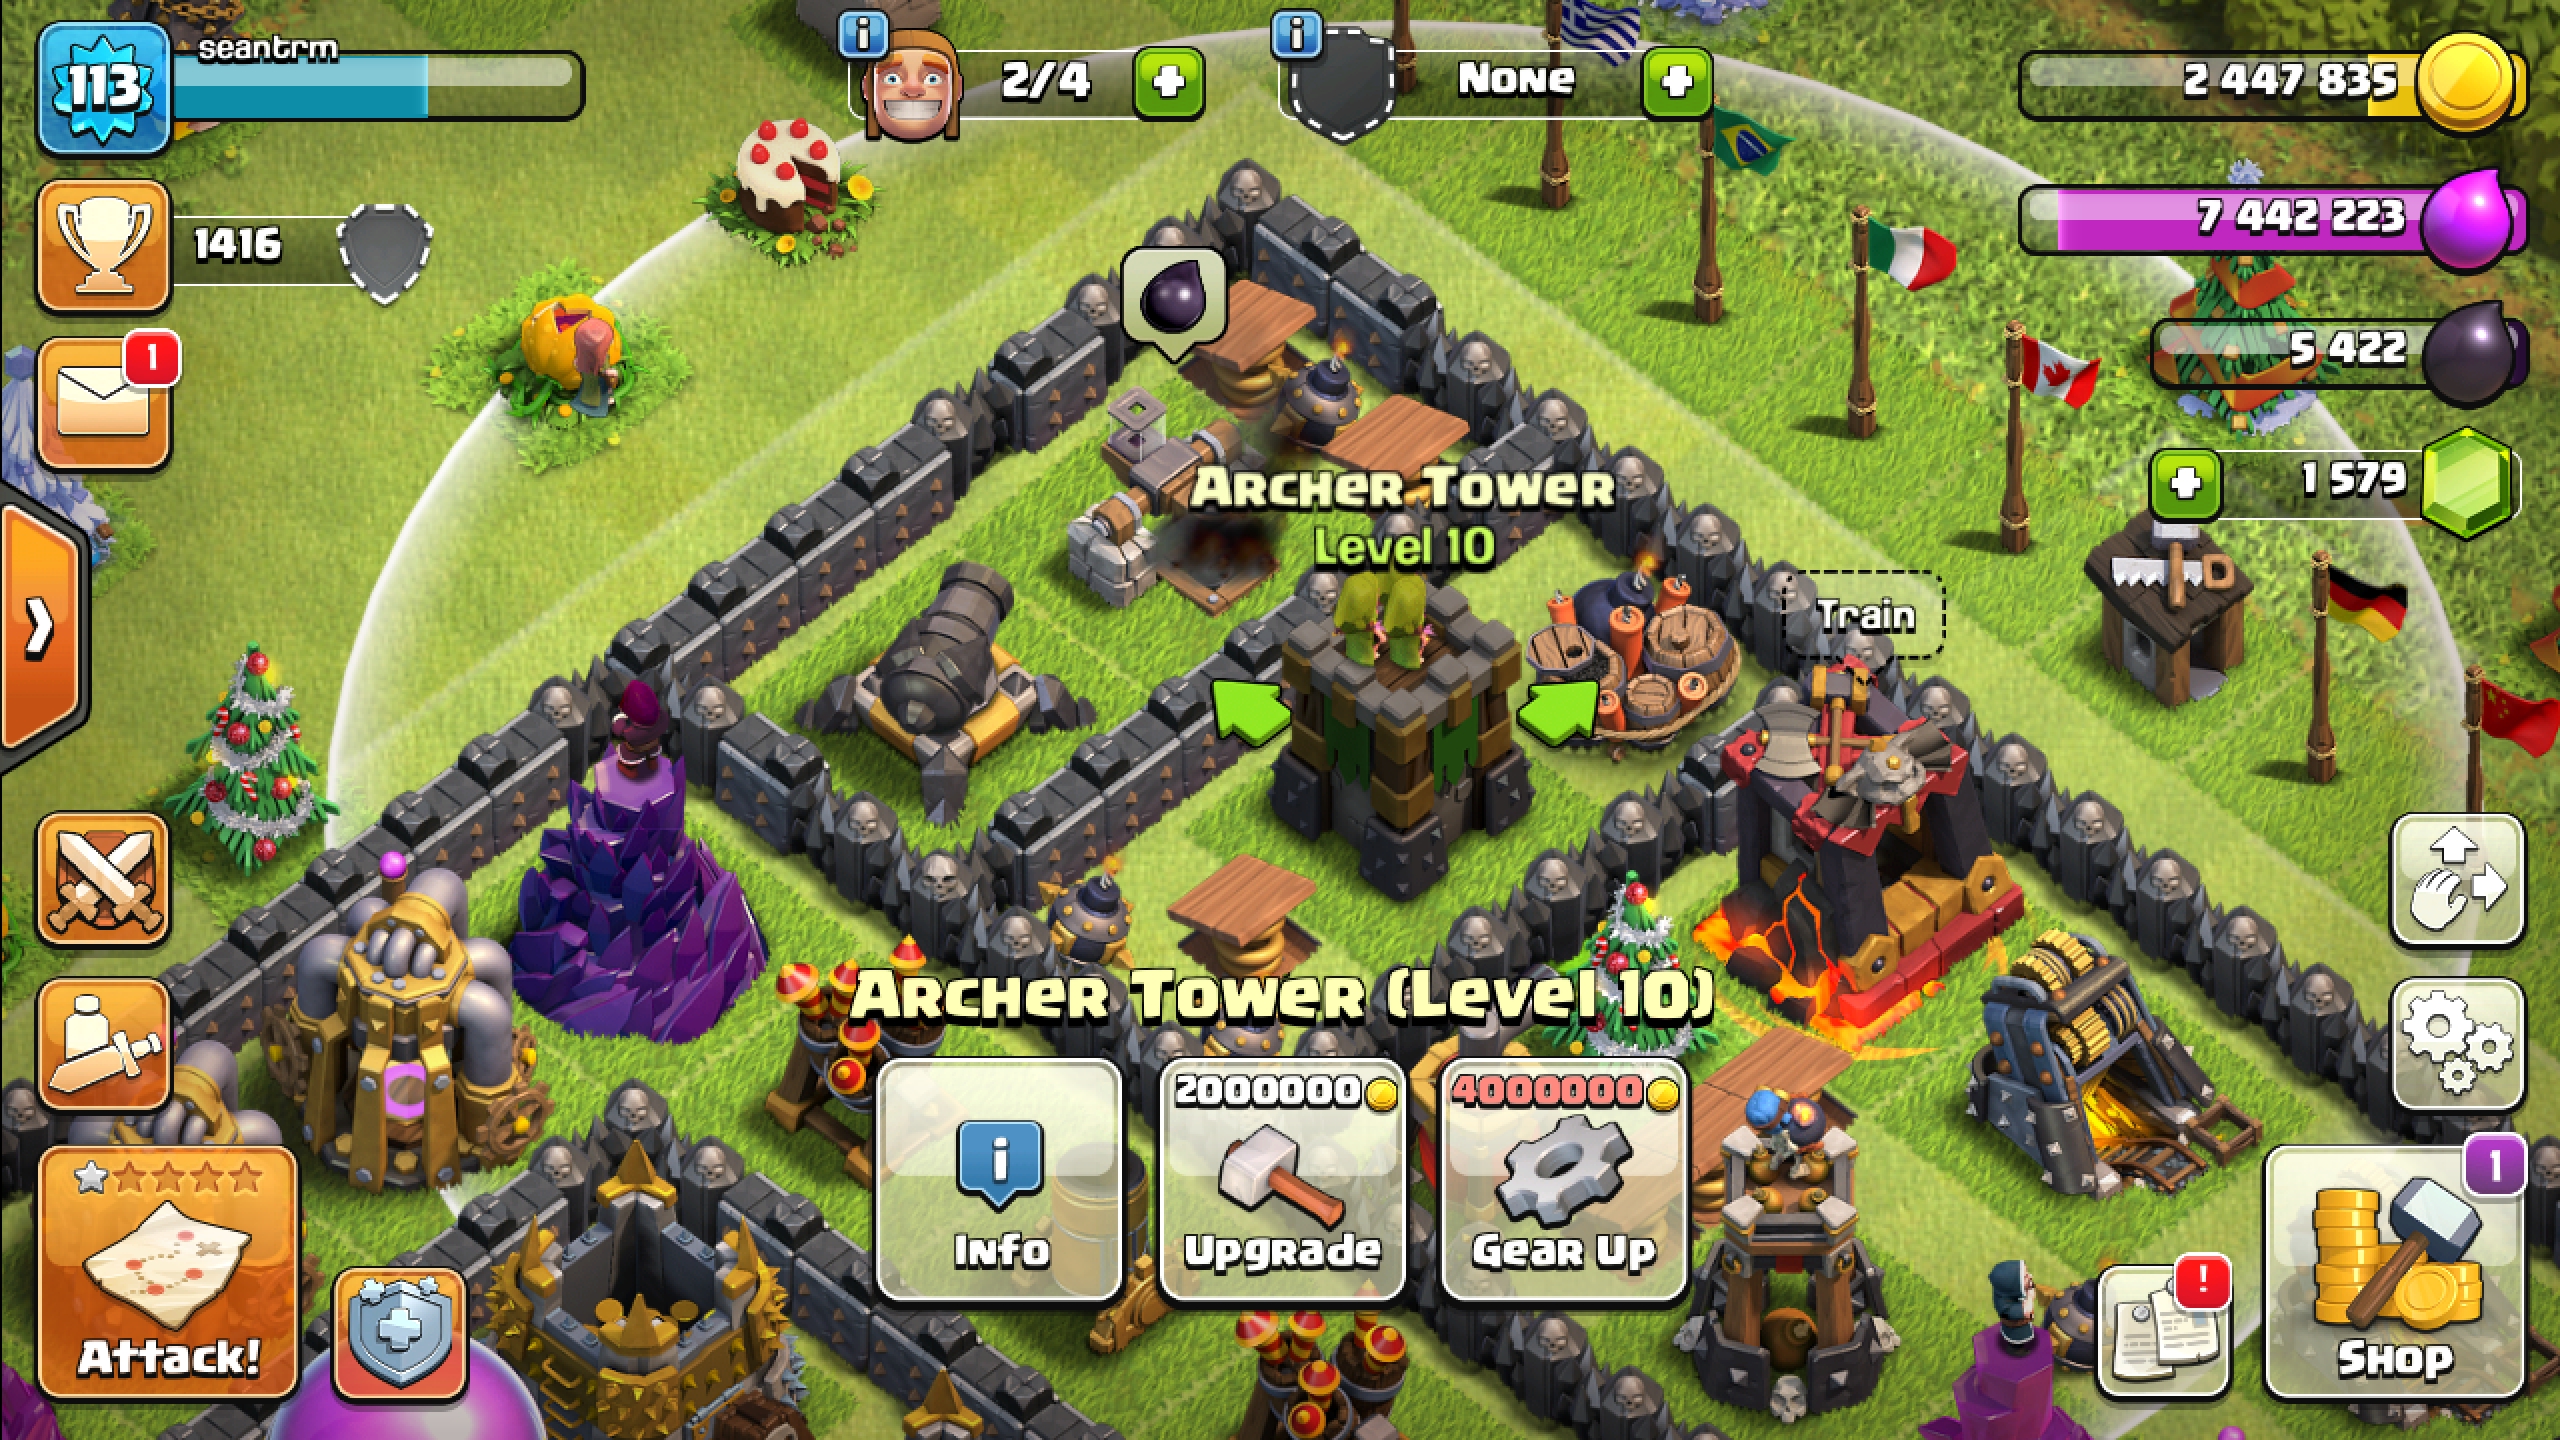 113
seantrm
2/4
None
2 447 835
1416
7 442 223
1
5 422
1 579
Archer Tower
Level 10
Train
Archer Tower (Level 10)
2000000
4000000
Info
Upgrade
Gear Up
1
!
Attack!
Shop